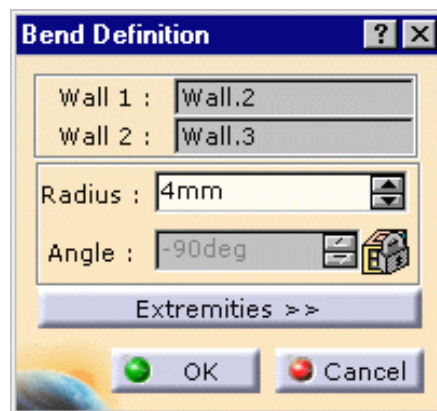 Bend Definition ? X
Wall 1 : Wall.2
Wall 2 : Wall.3
Radius : 4mm
Angle : -90deg
Extremities >>
OK Cancel